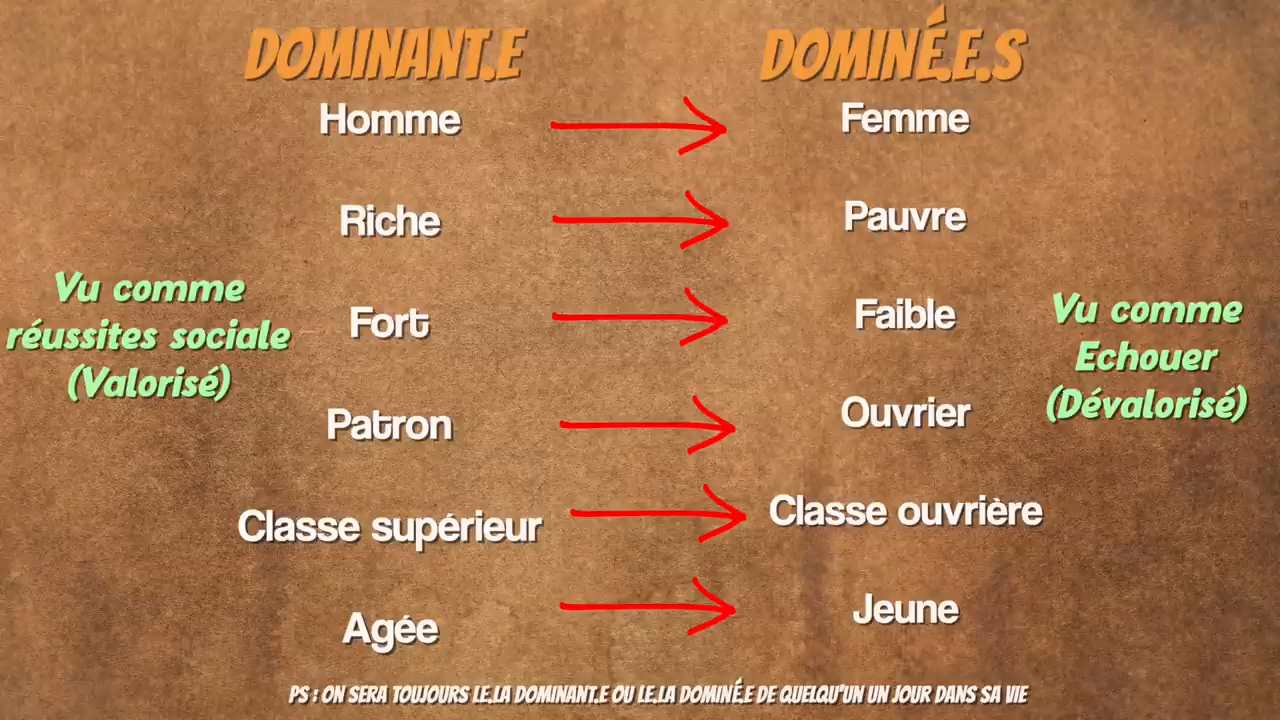 DOMINANT.E
DOMINÉ.E.S
Homme
Femme
Riche
Pauvre
Vu comme
réussites sociale
(Valorisé)
Fort
Faible
Vu comme
Echouer
(Dévalorisé)
Patron
Ouvrier
Classe supérieur
Classe ouvrière
Agée
Jeune
PS : ON SERA TOUJOURS LE.LA DOMINANT.E OU LE.LA DOMINÉ.E DE QUELQU'UN UN JOUR DANS SA VIE